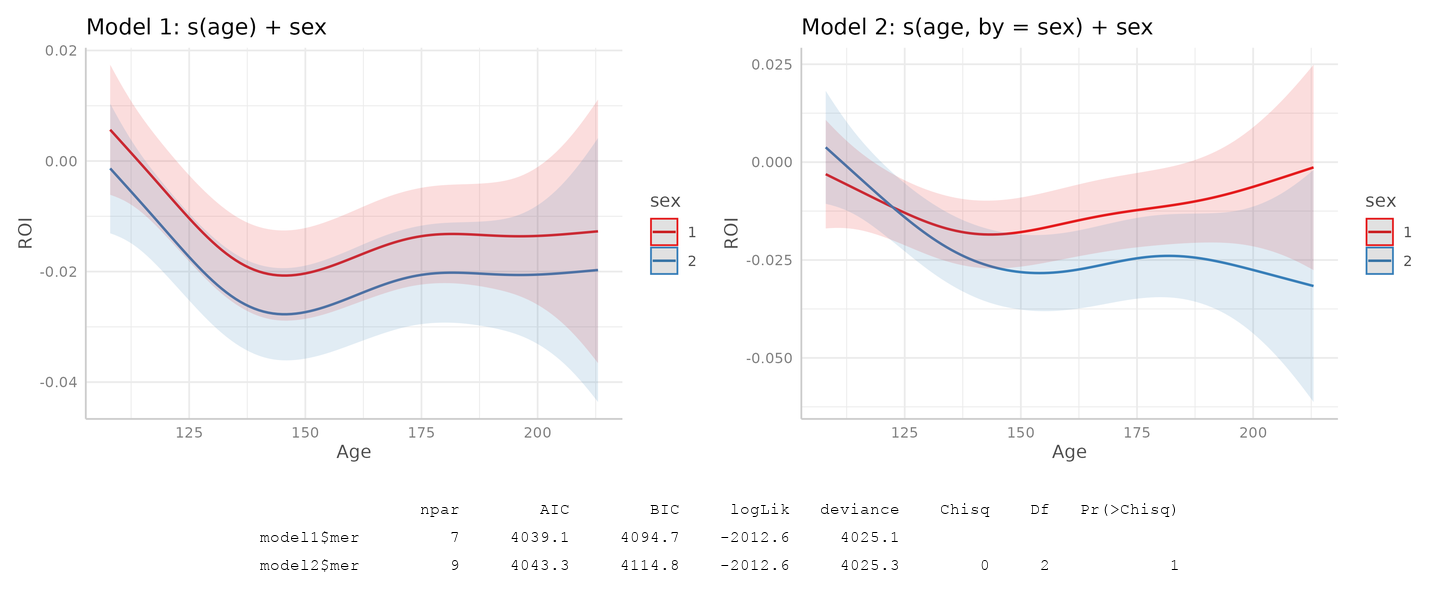 Model 1: s(age) + sex
0.02
0.00
-0.02
-0.04
ROI
125 150 175 200
Age
sex
1
2
Model 2: s(age, by = sex) + sex
0.025
0.000
-0.025
-0.050
ROI
125 150 175 200
Age
sex
1
2
npar AIC BIC logLik deviance Chisq Df Pr(>Chisq)
model1$mer 7 4039.1 4094.7 -2012.6 4025.1
model2$mer 9 4043.3 4114.8 -2012.6 4025.3 0 2 1